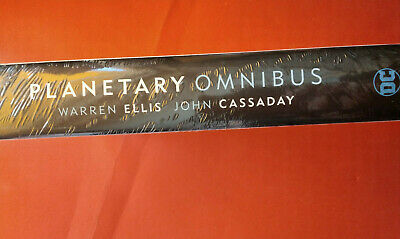 PLANETARY OMNIBUS
WARREN ELLIS JOHN CASSADAY
DC